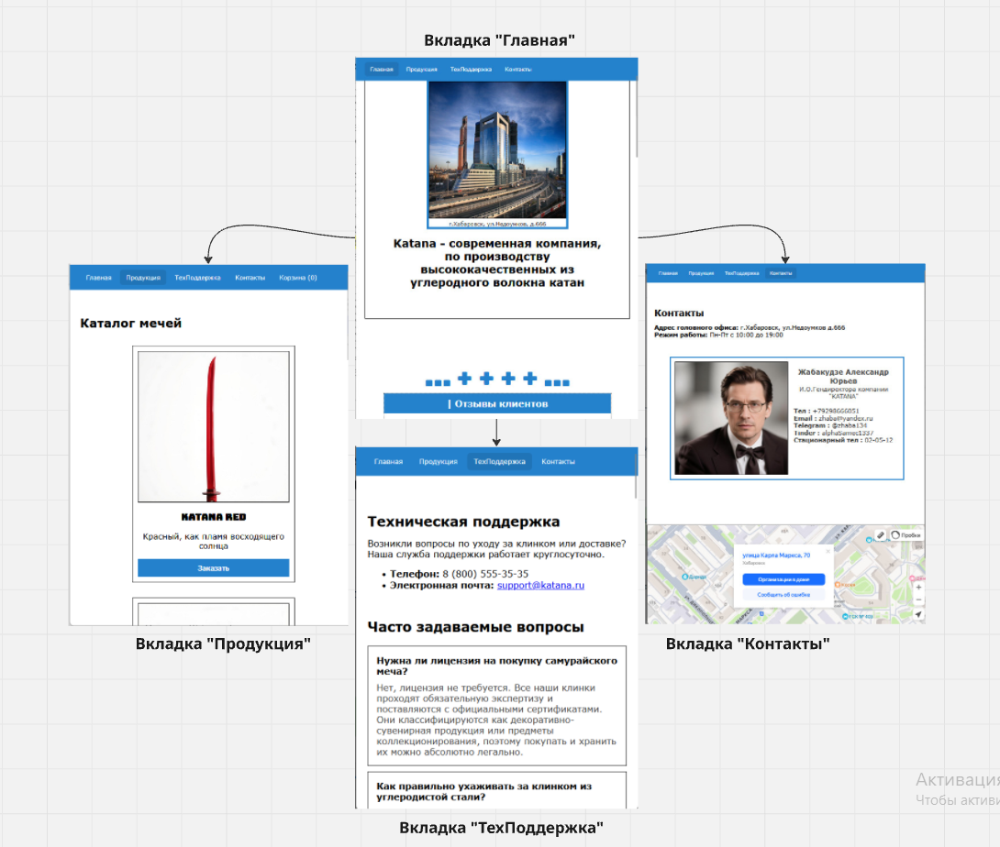 Вкладка "Главная"
Главная Продукция ТехПоддержка Контакты
г.Хабаровск, ул.Недоумков, д.666
Katana - современная компания,
по производству
высококачественных из
углеродного волокна катан
... + + + + ...
| Отзывы клиентов
Главная Продукция ТехПоддержка Контакты Корзина (0)
Каталог мечей
KATANA RED
Красный, как пламя восходящего
солнца
Заказать
Вкладка "Продукция"
Главная Продукция ТехПоддержка Контакты
Техническая поддержка
Возникли вопросы по уходу за клинком или доставке?
Наша служба поддержки работает круглосуточно.
• Телефон: 8 (800) 555-35-35
• Электронная почта: support@katana.ru
Часто задаваемые вопросы
Нужна ли лицензия на покупку самурайского
меча?
Нет, лицензия не требуется. Все наши клинки
проходят обязательную экспертизу и
поставляются с официальными сертификатами.
Они классифицируются как декоративно-
сувенирная продукция или предметы
коллекционирования, поэтому покупать и хранить
их можно абсолютно легально.
Как правильно ухаживать за клинком из
углеродистой стали?
Вкладка "ТехПоддержка"
Главная Продукция ТехПоддержка Контакты
Контакты
Адрес головного офиса: г.Хабаровск, ул.Недоумков д.666
Режим работы: Пн-Пт с 10:00 до 19:00
Жабакудзе Александр
Юрьев
И.О.Гендиректора компании
"KATANA"
Тел : +79298666051
Email : zhaba@yandex.ru
Telegram : @zhaba134
Tinder : alphaSamec1337
Стационарный тел : 02-05-12
Пробки
улица Карла Маркса, 70
Хабаровск
Организации в доме
Сообщить об ошибке
Вкладка "Контакты"
Активация
Чтобы активи